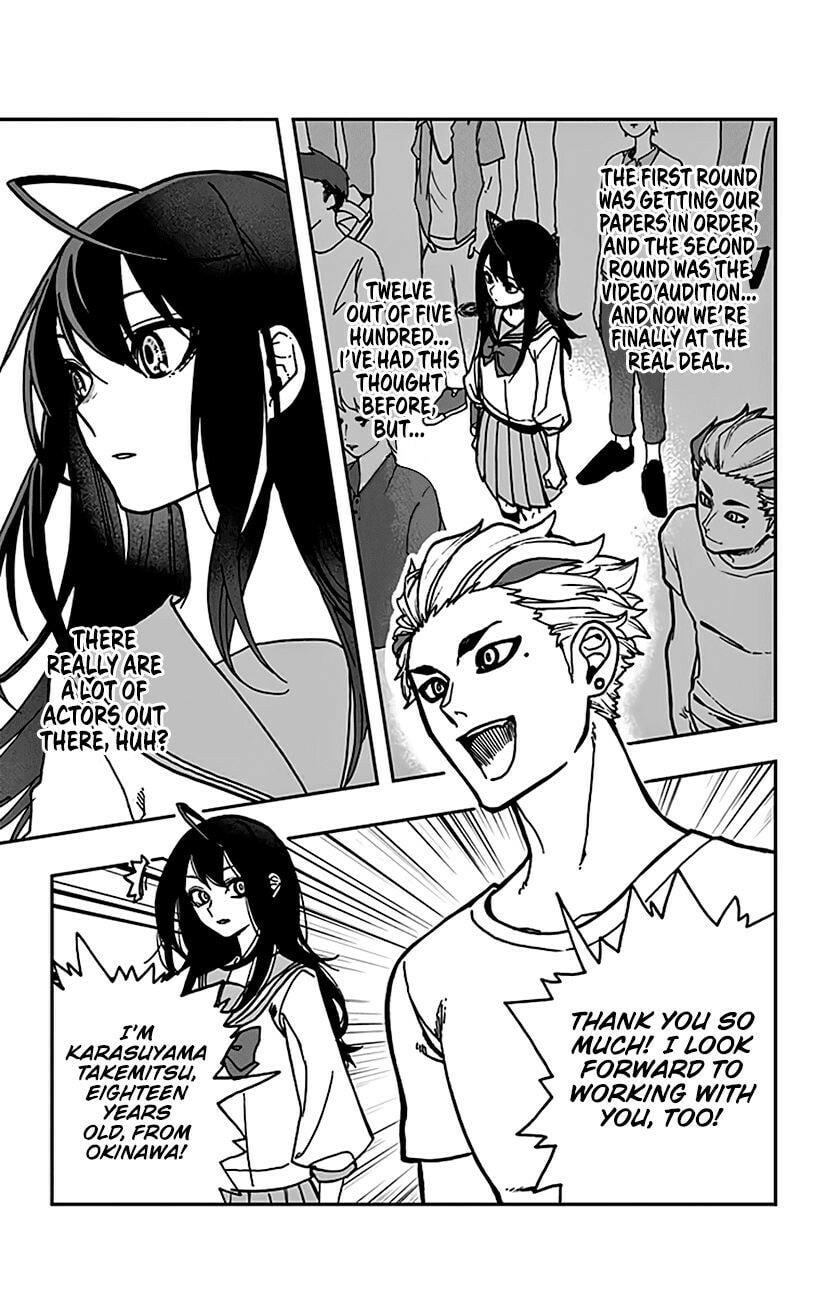 THE FIRST ROUND
WAS GETTING OUR
PAPERS IN ORDER,
AND THE SECOND
ROUND WAS THE
VIDEO AUDITION...
AND NOW WE'RE
FINALLY AT THE
REAL DEAL.
TWELVE
OUT OF FIVE
HUNDRED...
I'VE HAD THIS
THOUGHT
BEFORE,
BUT...
THERE
REALLY ARE
A LOT OF
ACTORS OUT
THERE, HUH?
THANK YOU SO
MUCH! I LOOK
FORWARD TO
WORKING WITH
YOU, TOO!
I'M
KARASUYAMA
TAKEMITSU,
EIGHTEEN
YEARS
OLD, FROM
OKINAWA!